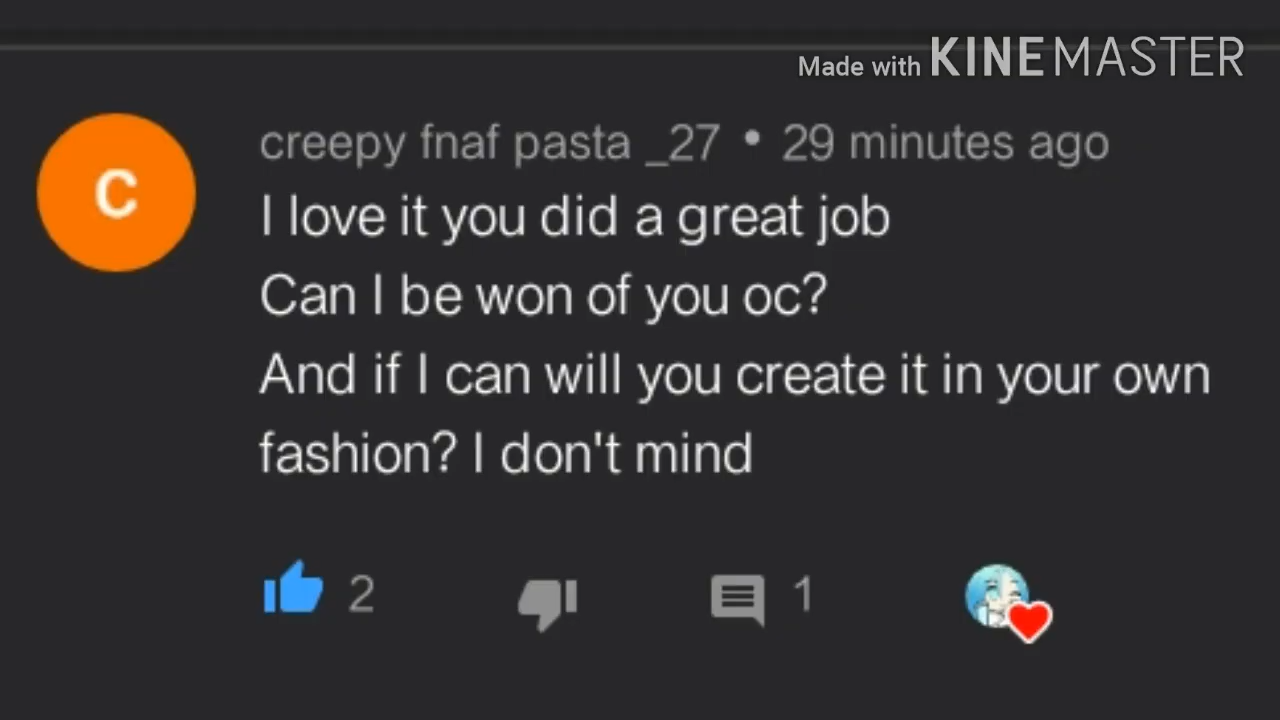 Made with KINEMASTER
C
creepy fnaf pasta _27 • 29 minutes ago
I love it you did a great job
Can I be won of you oc?
And if I can will you create it in your own
fashion? I don't mind
2
1